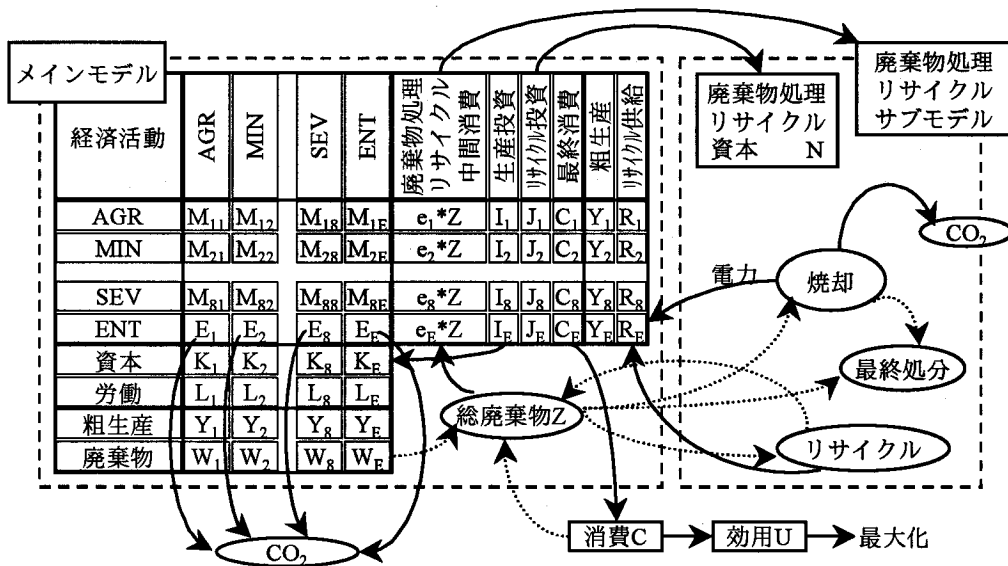 メインモデル
経済活動
AGR
MIN
SEV
ENT
廃棄物処理
リサイクル
中間消費
生産投資
リサイクル投資
最終消費
粗生産
リサイクル供給
AGR M₁₁ M₁₂ M₁₈ M₁E e₁*Z I₁ J₁ C₁ Y₁ R₁
MIN M₂₁ M₂₂ M₂₈ M₂E e₂*Z I₂ J₂ C₂ Y₂ R₂
SEV M₈₁ M₈₂ M₈₈ M₈E e₈*Z I₈ J₈ C₈ Y₈ R₈
ENT E₁ E₂ E₈ EE eE*Z IE JE CE YE RE
資本 K₁ K₂ K₈ KE
労働 L₁ L₂ L₈ LE
粗生産 Y₁ Y₂ Y₈ YE
廃棄物 W₁ W₂ W₈ WE
総廃棄物Z
CO₂
消費C
効用U
最大化
廃棄物処理
リサイクル
資本 N
廃棄物処理
リサイクル
サブモデル
CO₂
電力
焼却
最終処分
リサイクル